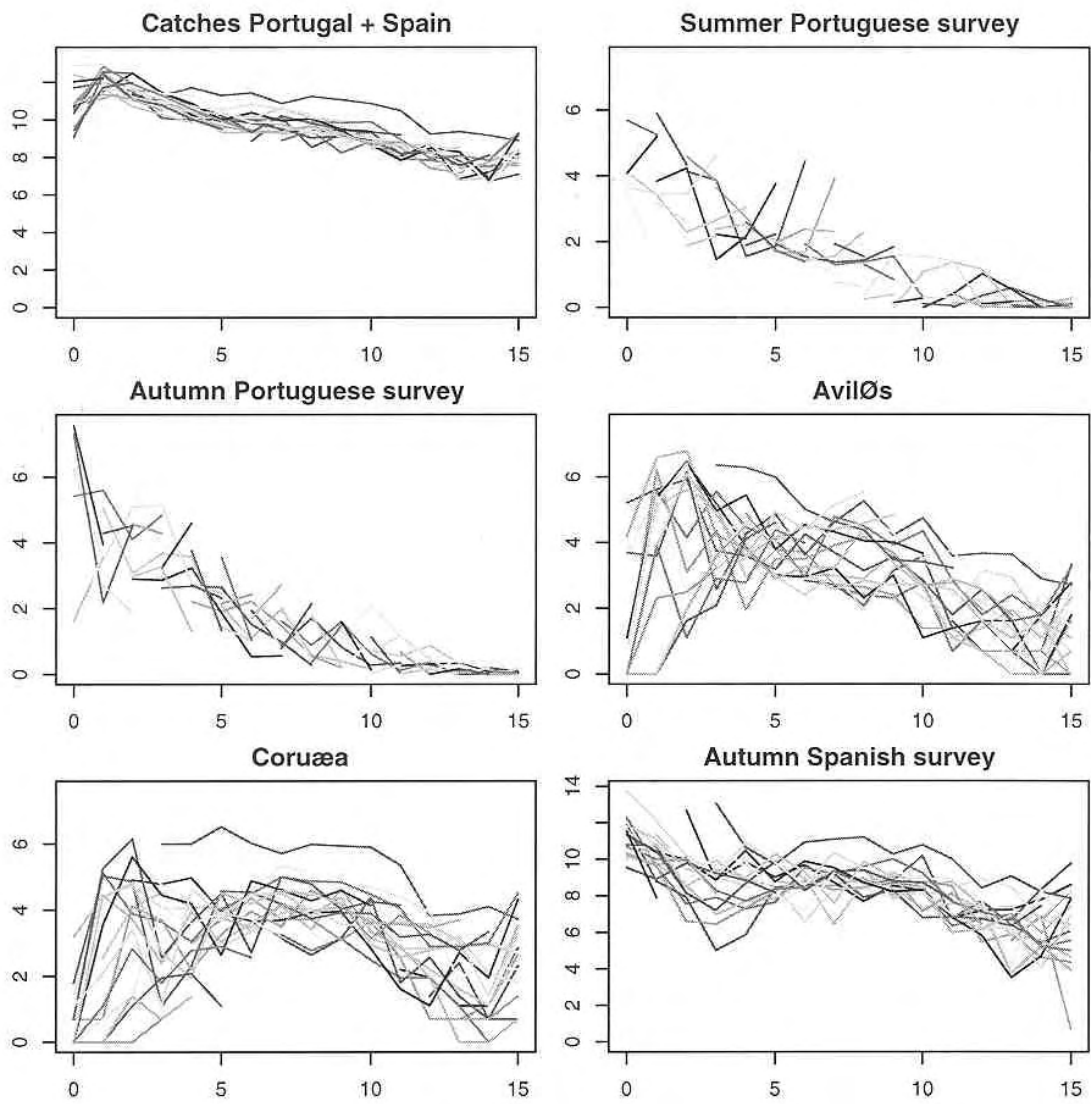 Catches Portugal + Spain
0 2 4 6 8 10
0 5 10 15
Summer Portuguese survey
0 2 4 6
0 5 10 15
Autumn Portuguese survey
0 2 4 6
0 5 10 15
AvilØs
0 2 4 6
0 5 10 15
Coruæa
0 2 4 6
0 5 10 15
Autumn Spanish survey
0 2 4 6 8 10 14
0 5 10 15